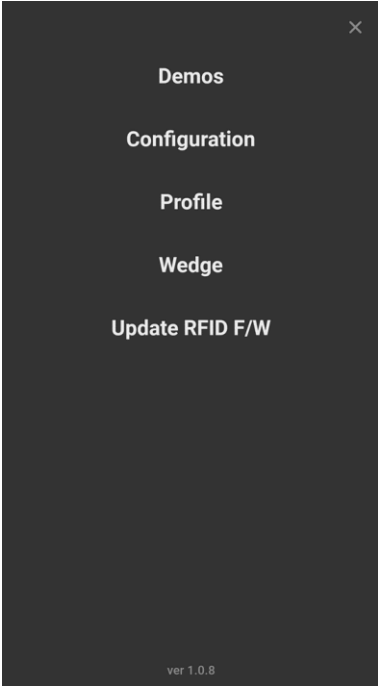 Demos
Configuration
Profile
Wedge
Update RFID F/W
ver 1.0.8